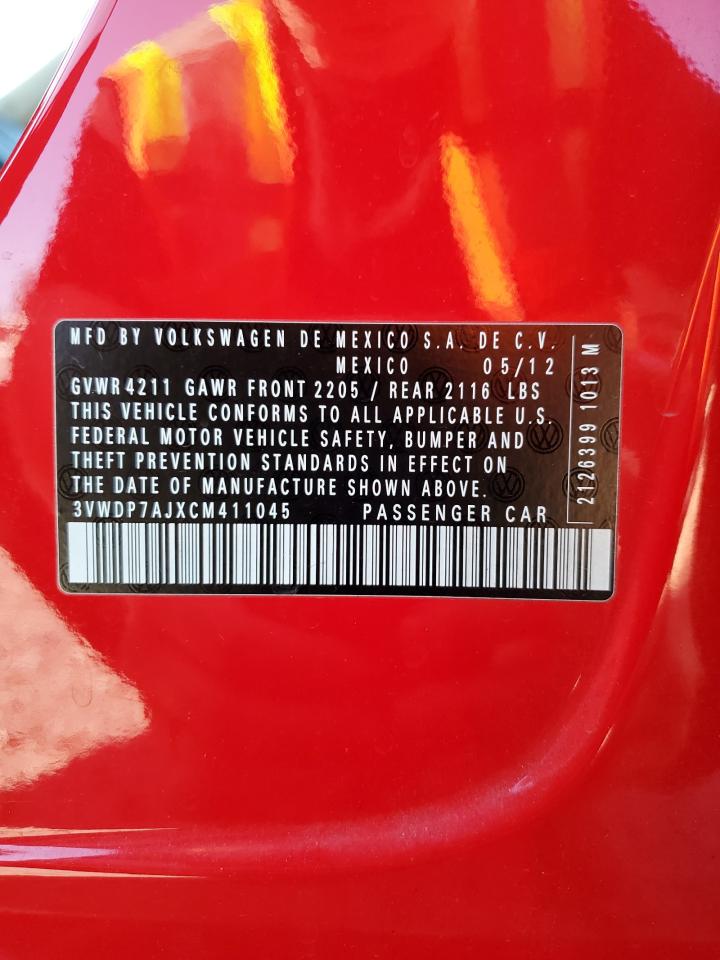 MFD BY VOLKSWAGEN DE MEXICO S.A. DE C.V.
MEXICO 05/12
GVWR 4211 GAWR FRONT 2205 / REAR 2116 LBS
THIS VEHICLE CONFORMS TO ALL APPLICABLE U.S.
FEDERAL MOTOR VEHICLE SAFETY, BUMPER AND
THEFT PREVENTION STANDARDS IN EFFECT ON
THE DATE OF MANUFACTURE SHOWN ABOVE.
3VWDP7AJXCM411045 PASSENGER CAR
2126399 1013 M